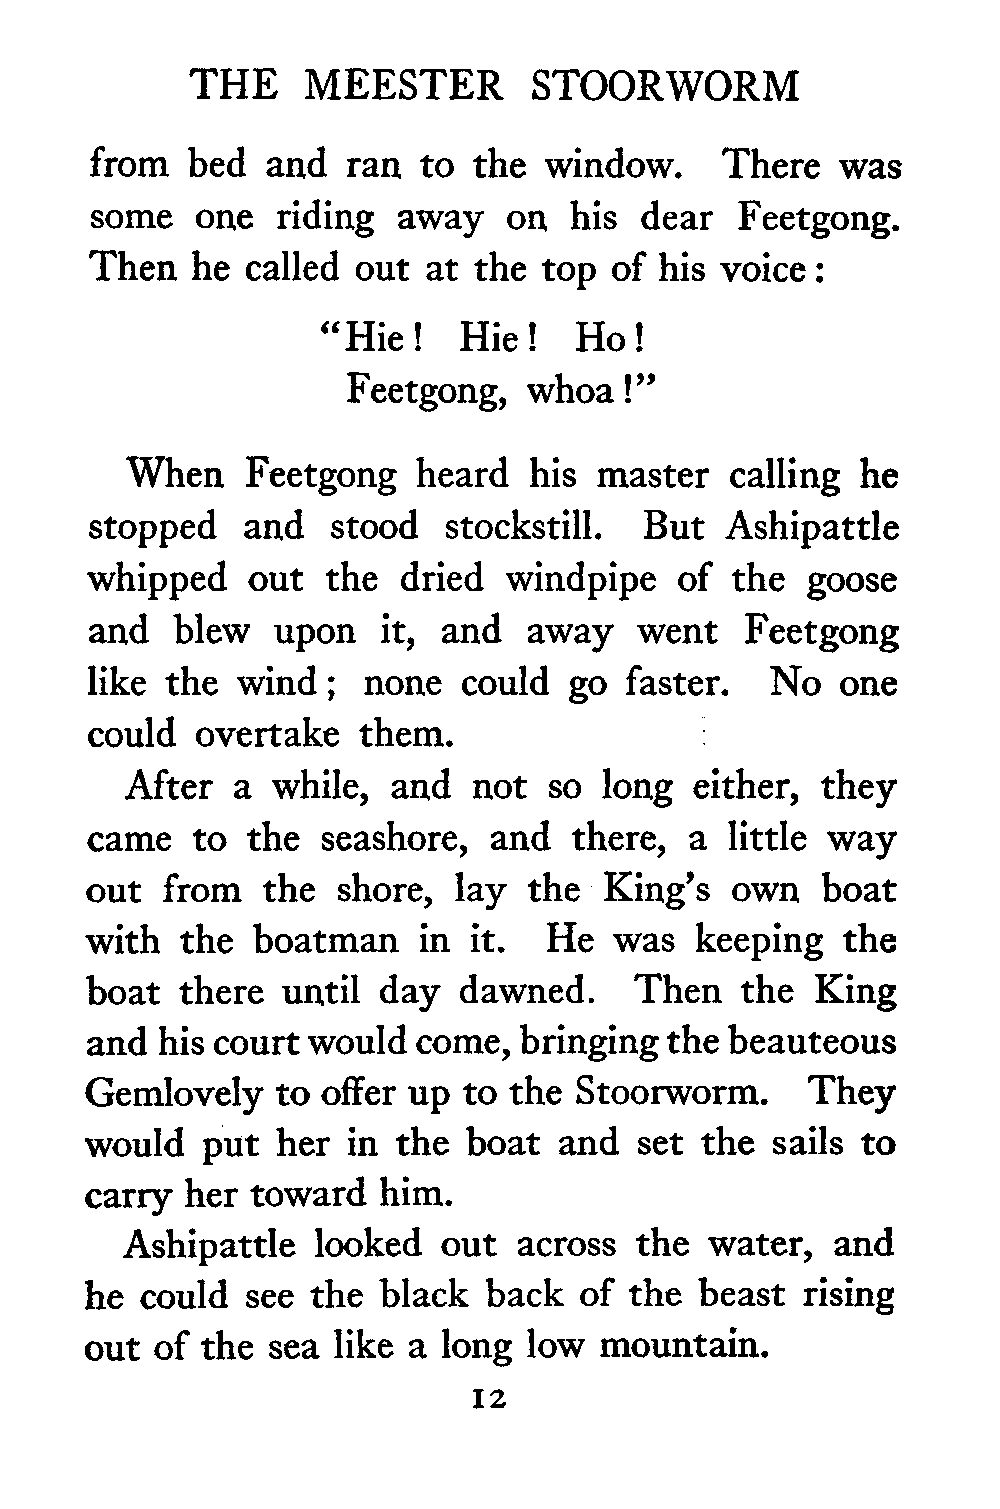 THE MEESTER STOORWORM
from bed and ran to the window. There was
some one riding away on his dear Feetgong.
Then he called out at the top of his voice:
"Hie! Hie! Ho!
Feetgong, whoa!"
When Feetgong heard his master calling he
stopped and stood stockstill. But Ashipattle
whipped out the dried windpipe of the goose
and blew upon it, and away went Feetgong
like the wind; none could go faster. No one
could overtake them.
After a while, and not so long either, they
came to the seashore, and there, a little way
out from the shore, lay the King's own boat
with the boatman in it. He was keeping the
boat there until day dawned. Then the King
and his court would come, bringing the beauteous
Gemlovely to offer up to the Stoorworm. They
would put her in the boat and set the sails to
carry her toward him.
Ashipattle looked out across the water, and
he could see the black back of the beast rising
out of the sea like a long low mountain.
12